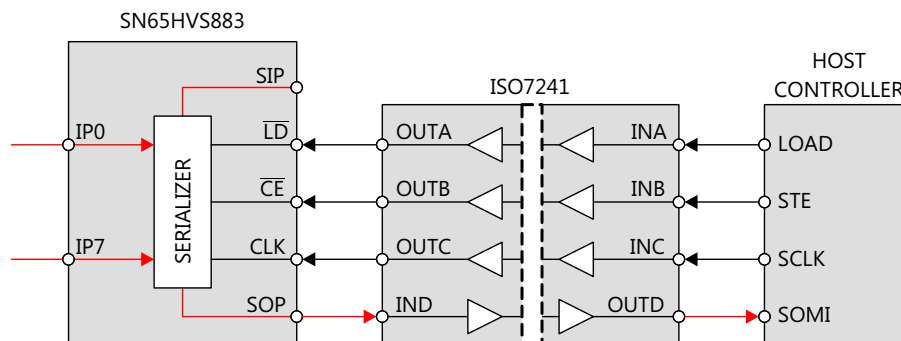 SN65HVS883
HOST
CONTROLLER
ISO7241
SIP
IP0
LD
OUTA
INA
LOAD
CE
OUTB
INB
STE
SERIALIZER
IP7
CLK
OUTC
INC
SCLK
SOP
IND
OUTD
SOMI